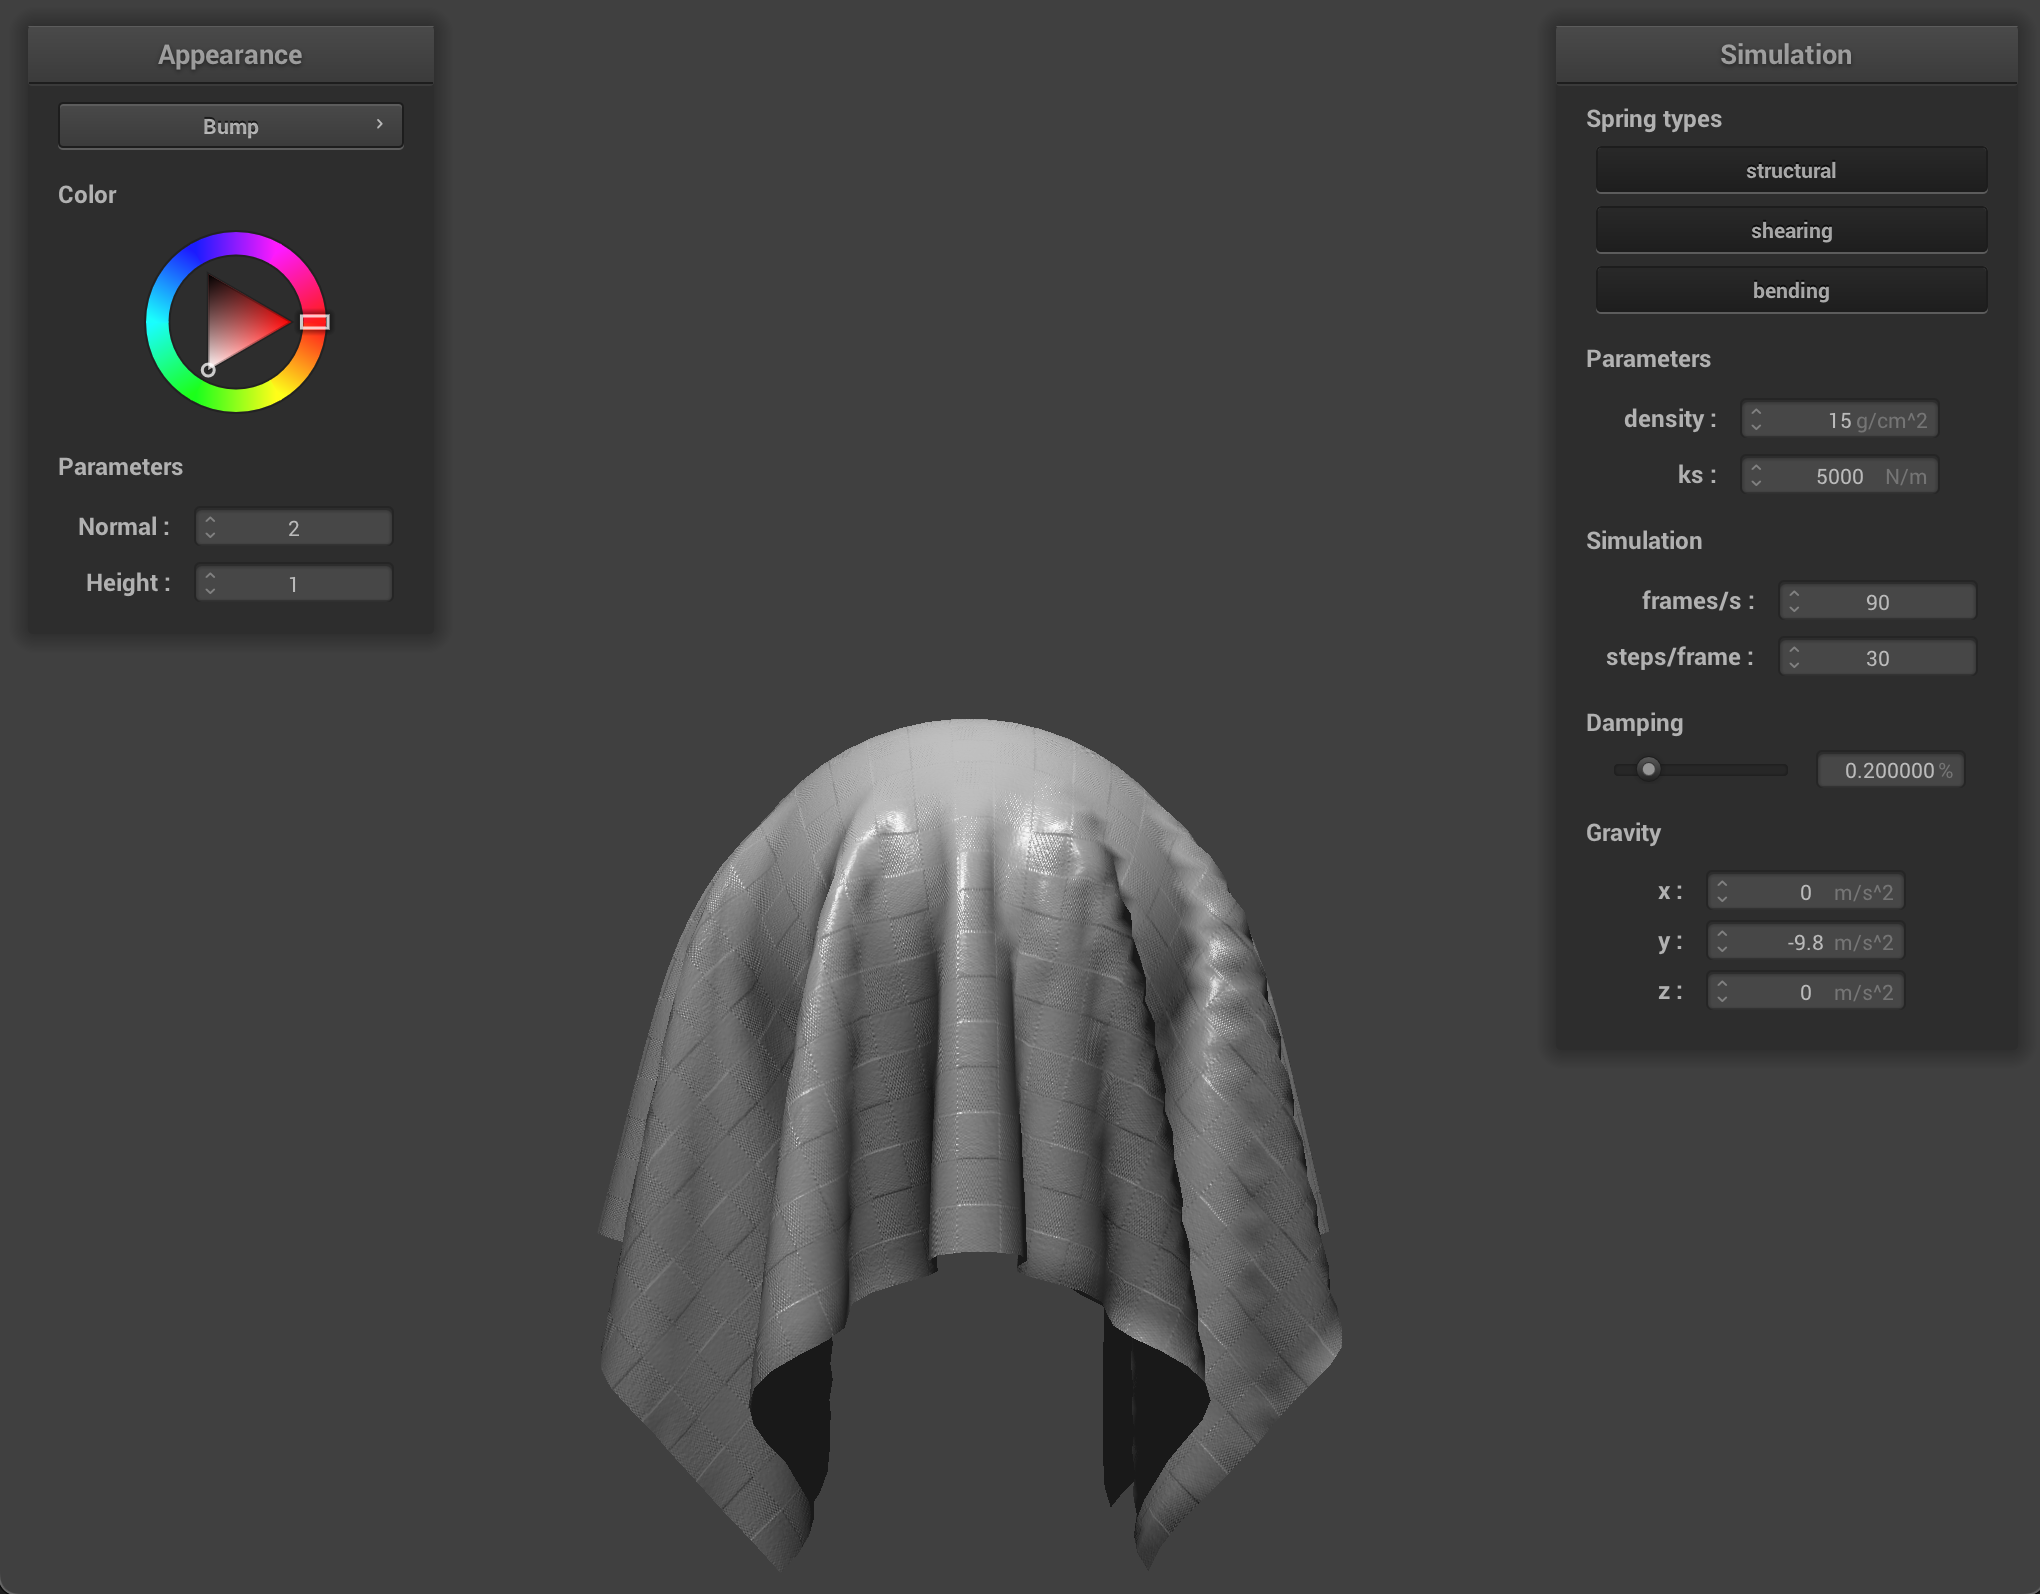 Appearance
Bump
Color
Parameters
Normal : 2
Height : 1
Simulation
Spring types
structural
shearing
bending
Parameters
density : 15 g/cm^2
ks : 5000 N/m
Simulation
frames/s : 90
steps/frame : 30
Damping
0.200000 %
Gravity
x : 0 m/s^2
y : -9.8 m/s^2
z : 0 m/s^2